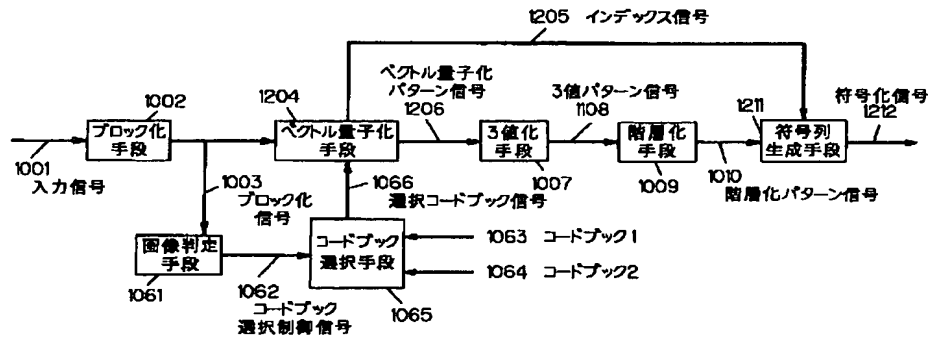 1205 インデックス信号
ベクトル量子化
パターン信号
1206
3値パターン信号
1108
符号化信号
1212
1002
ブロック化
手段
1204
ベクトル量子化
手段
3値化
手段
1007
階層化
手段
1009
1211
符号列
生成手段
1001
入力信号
1003
ブロック化
信号
1066
選択コードブック信号
1010
階層化パターン信号
画像判定
手段
1061
1062
コードブック
選択制御信号
コードブック
選択手段
1065
1063 コードブック1
1064 コードブック2